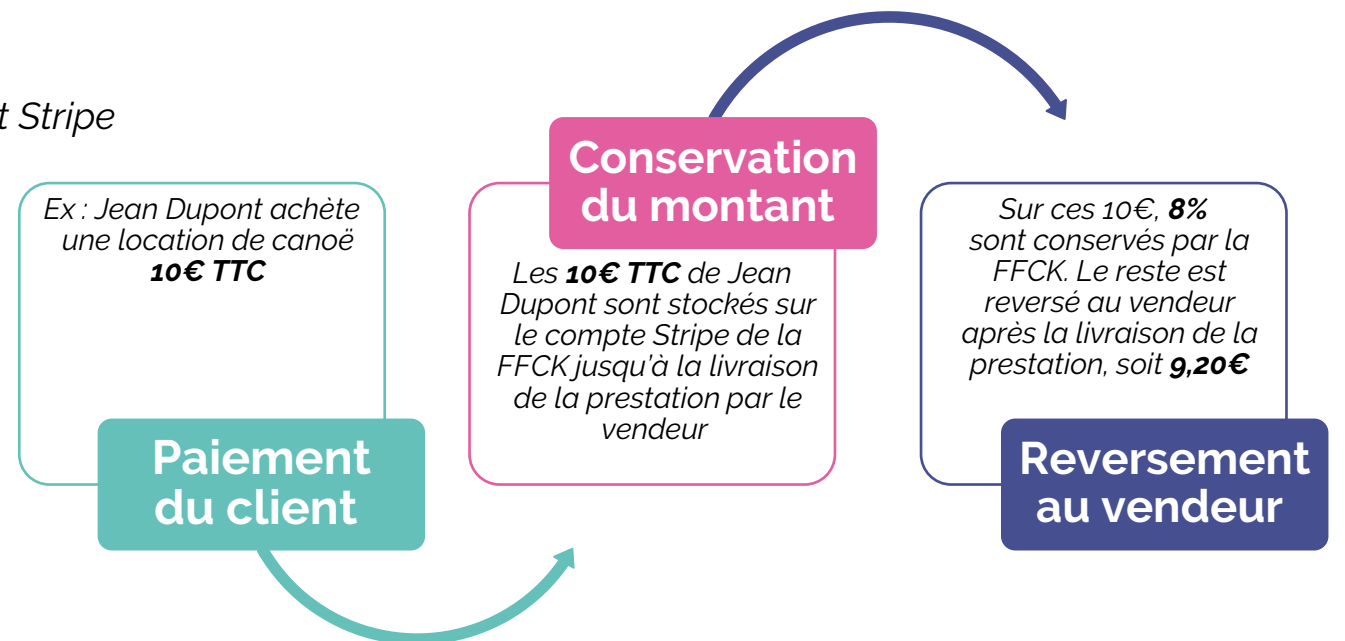 t Stripe
Ex : Jean Dupont achète
une location de canoë
10€ TTC
Paiement
du client
Conservation
du montant
Les 10€ TTC de Jean
Dupont sont stockés sur
le compte Stripe de la
FFCK jusqu'à la livraison
de la prestation par le
vendeur
Sur ces 10€, 8%
sont conservés par la
FFCK. Le reste est
reversé au vendeur
après la livraison de la
prestation, soit 9,20€
Reversement
au vendeur